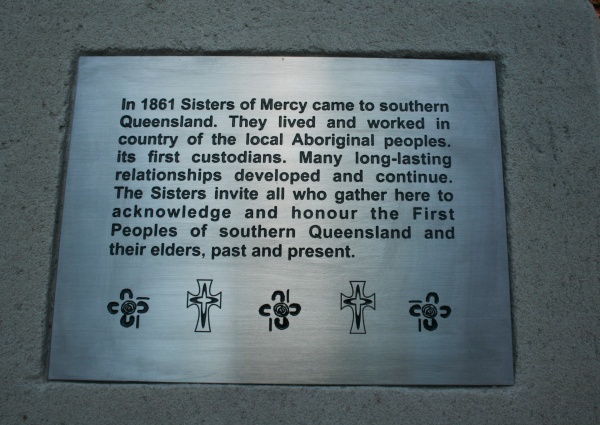 In 1861 Sisters of Mercy came to southern
Queensland. They lived and worked in
country of the local Aboriginal peoples.
its first custodians. Many long-lasting
relationships developed and continue.
The Sisters invite all who gather here to
acknowledge and honour the First
Peoples of southern Queensland and
their elders, past and present.